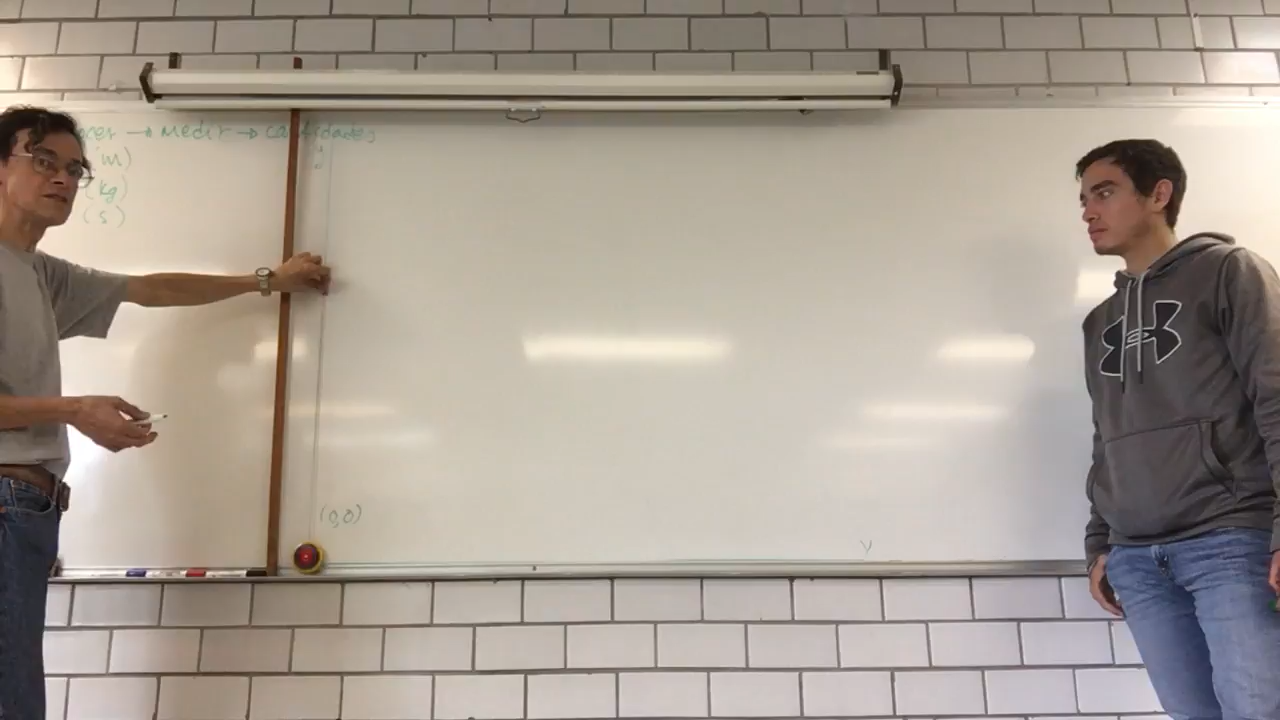 → medir → cantidades
(m)
y
(kg)
(s)
(0,0)